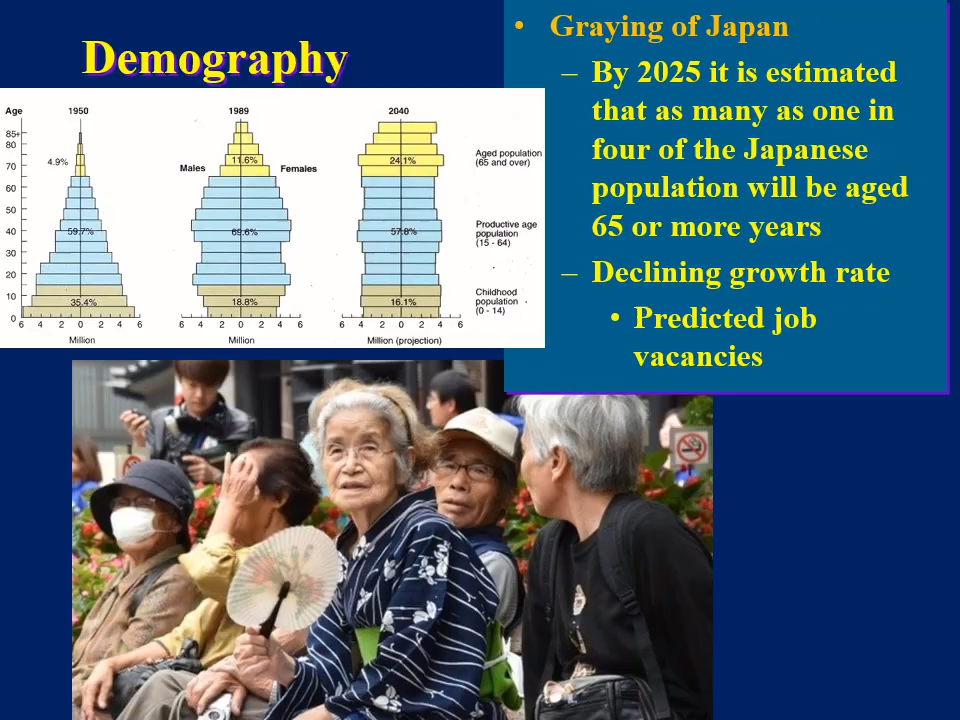 Demography
• Graying of Japan
– By 2025 it is estimated
that as many as one in
four of the Japanese
population will be aged
65 or more years
– Declining growth rate
• Predicted job
vacancies
Age
1950
1989
2040
85+
80
70
60
50
40
30
20
10
0
4.9%
59.7%
35.4%
Males
Females
11.6%
69.6%
18.8%
24.1%
57.8%
16.1%
Aged population
(65 and over)
Productive age
population
(15 - 64)
Childhood
population
(0 - 14)
6 4 2 0 2 4 6
6 4 2 0 2 4 6
6 4 2 0 2 4 6
Million
Million
Million (projection)